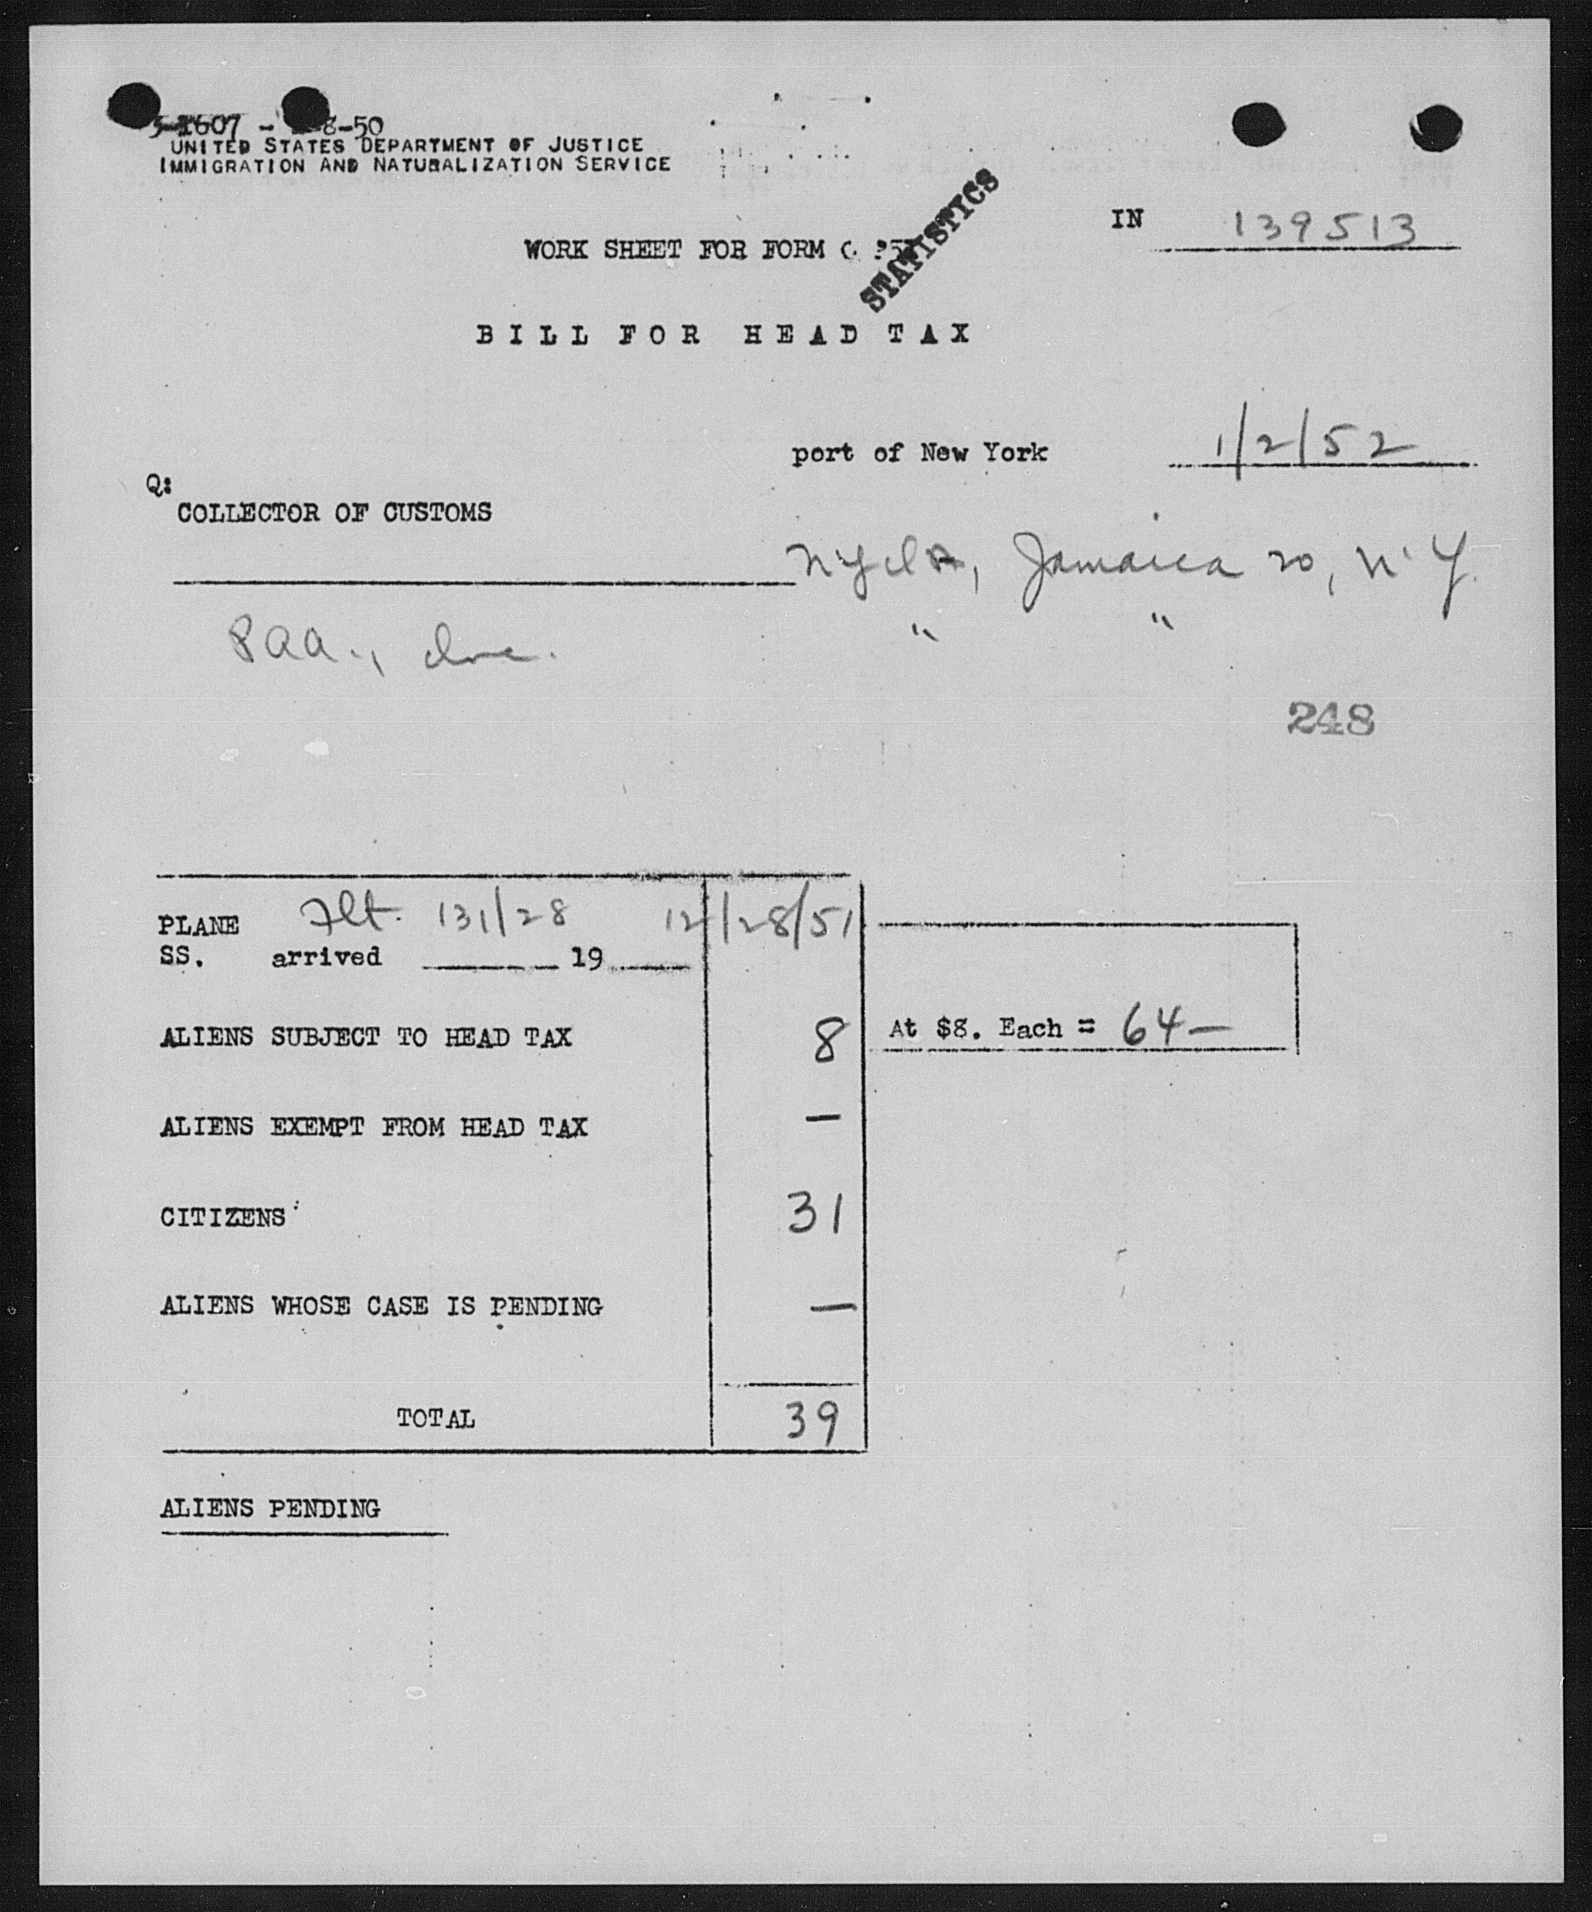 UNITED STATES DEPARTMENT OF JUSTICE
IMMIGRATION AND NATURALIZATION SERVICE
STATISTICS
IN 139513
WORK SHEET FOR FORM
BILL FOR HEAD TAX
port of New York 1/2/52
Q:
COLLECTOR OF CUSTOMS
NYIA, Jamaica 20, N.Y.
PAA., Inc. " "
248
PLANE Flt. 131/28 12/28/51
SS. arrived 19
ALIENS SUBJECT TO HEAD TAX 8 At $8. Each = 64—
ALIENS EXEMPT FROM HEAD TAX —
CITIZENS 31
ALIENS WHOSE CASE IS PENDING —
TOTAL 39
ALIENS PENDING